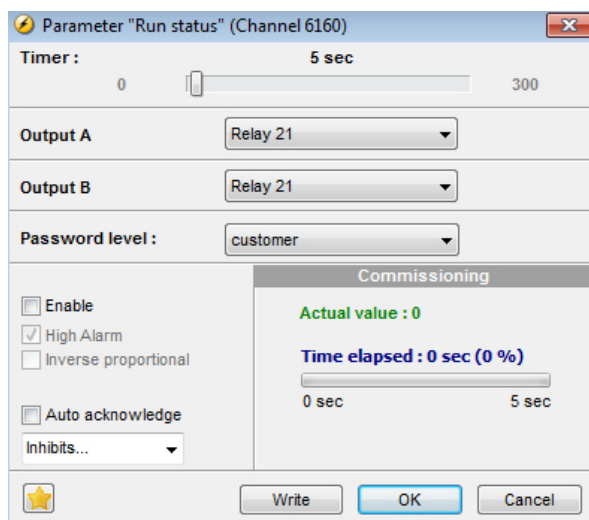 Parameter "Run status" (Channel 6160)
Timer : 5 sec
0 300
Output A Relay 21
Output B Relay 21
Password level : customer
Commissioning
Enable
High Alarm
Inverse proportional
Actual value : 0
Time elapsed : 0 sec (0 %)
0 sec 5 sec
Auto acknowledge
Inhibits...
Write OK Cancel